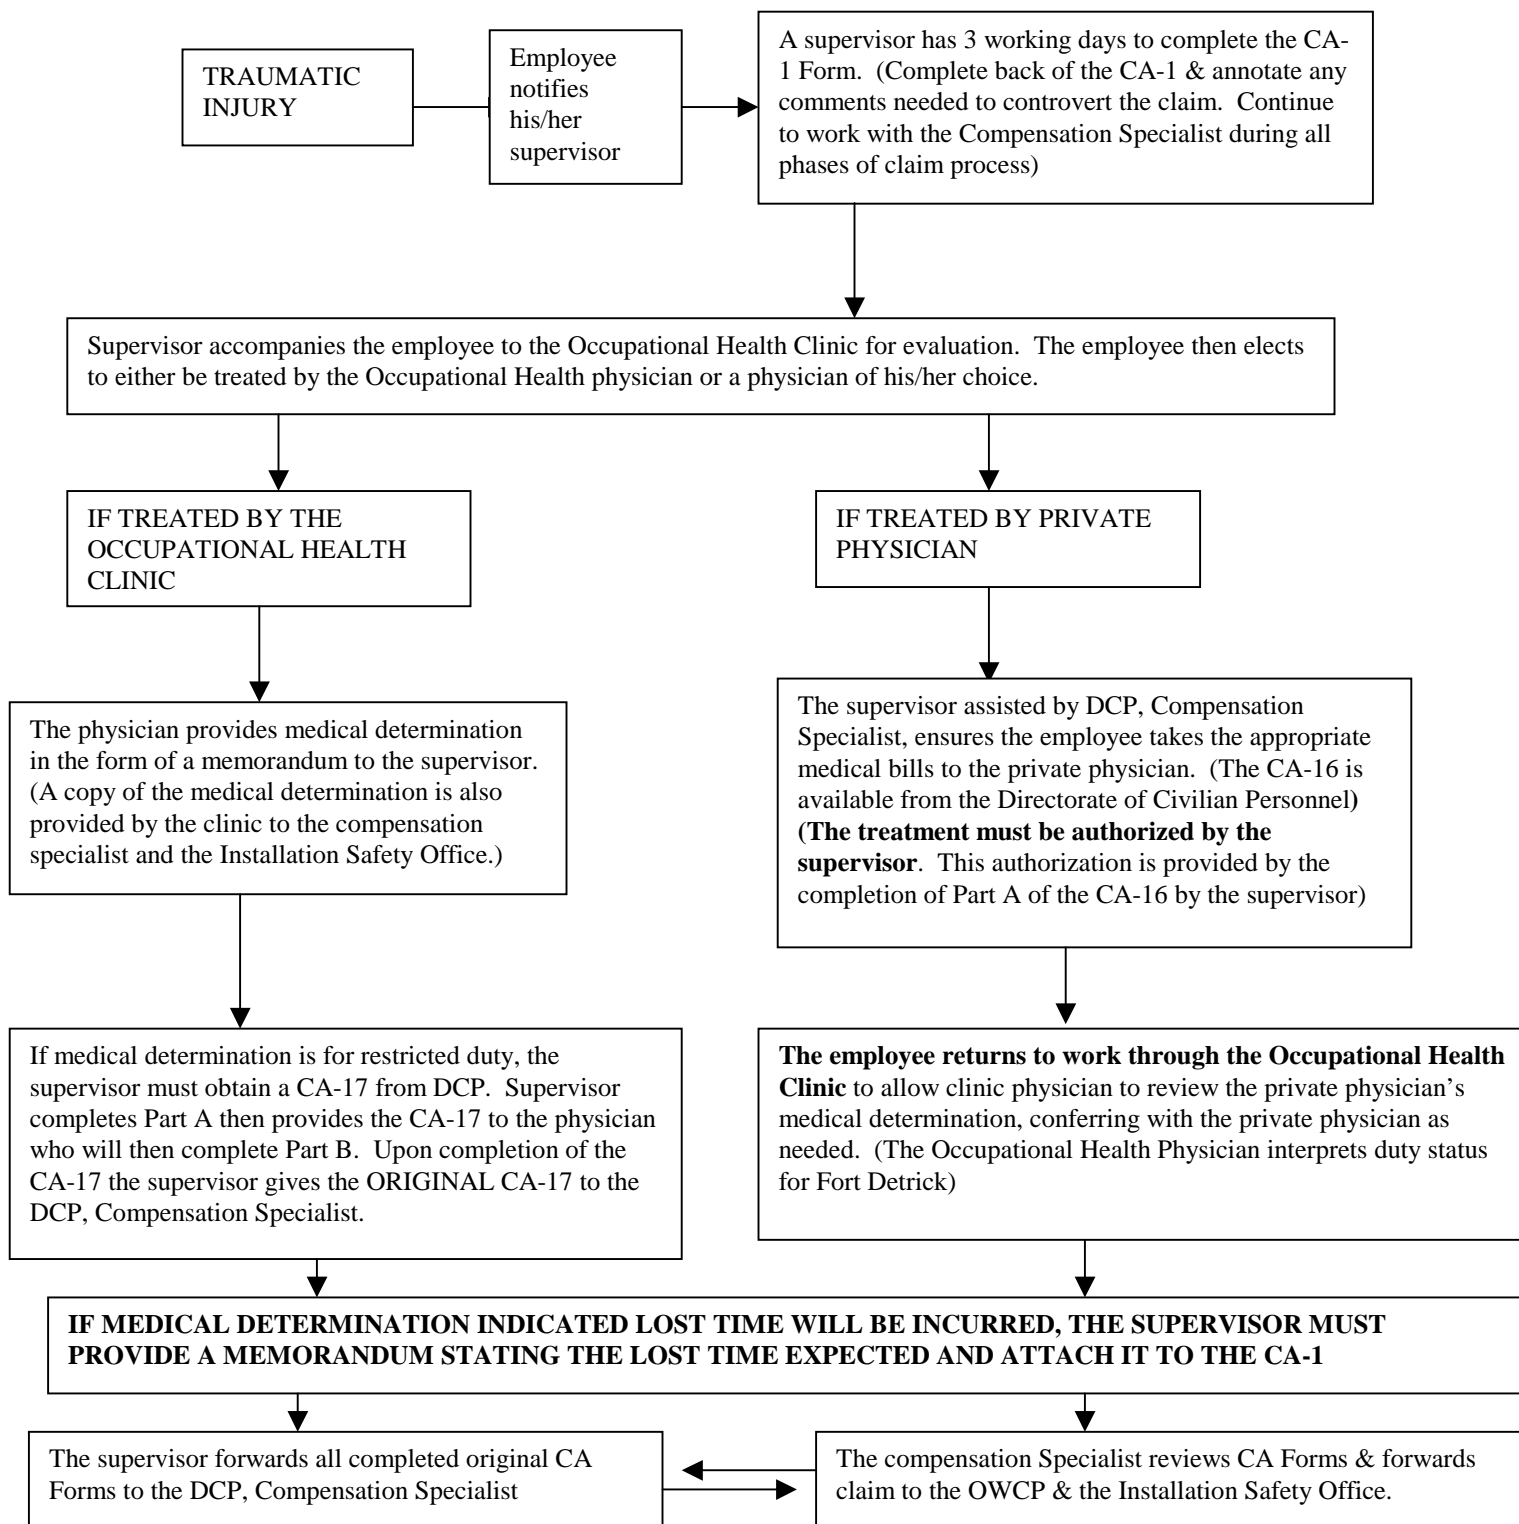 TRAUMATIC
INJURY
Employee
notifies
his/her
supervisor
A supervisor has 3 working days to complete the CA-
1 Form.  (Complete back of the CA-1 & annotate any
comments needed to controvert the claim.  Continue
to work with the Compensation Specialist during all
phases of claim process)
Supervisor accompanies the employee to the Occupational Health Clinic for evaluation.  The employee then elects
to either be treated by the Occupational Health physician or a physician of his/her choice.
IF TREATED BY THE
OCCUPATIONAL HEALTH
CLINIC
IF TREATED BY PRIVATE
PHYSICIAN
The physician provides medical determination
in the form of a memorandum to the supervisor.
(A copy of the medical determination is also
provided by the clinic to the compensation
specialist and the Installation Safety Office.)
The supervisor assisted by DCP, Compensation
Specialist, ensures the employee takes the appropriate
medical bills to the private physician.  (The CA-16 is
available from the Directorate of Civilian Personnel)
(The treatment must be authorized by the
supervisor.  This authorization is provided by the
completion of Part A of the CA-16 by the supervisor)
If medical determination is for restricted duty, the
supervisor must obtain a CA-17 from DCP.  Supervisor
completes Part A then provides the CA-17 to the physician
who will then complete Part B.  Upon completion of the
CA-17 the supervisor gives the ORIGINAL CA-17 to the
DCP, Compensation Specialist.
The employee returns to work through the Occupational Health
Clinic to allow clinic physician to review the private physician’s
medical determination, conferring with the private physician as
needed.  (The Occupational Health Physician interprets duty status
for Fort Detrick)
IF MEDICAL DETERMINATION INDICATED LOST TIME WILL BE INCURRED, THE SUPERVISOR MUST
PROVIDE A MEMORANDUM STATING THE LOST TIME EXPECTED AND ATTACH IT TO THE CA-1
The supervisor forwards all completed original CA
Forms to the DCP, Compensation Specialist
The compensation Specialist reviews CA Forms & forwards
claim to the OWCP & the Installation Safety Office.